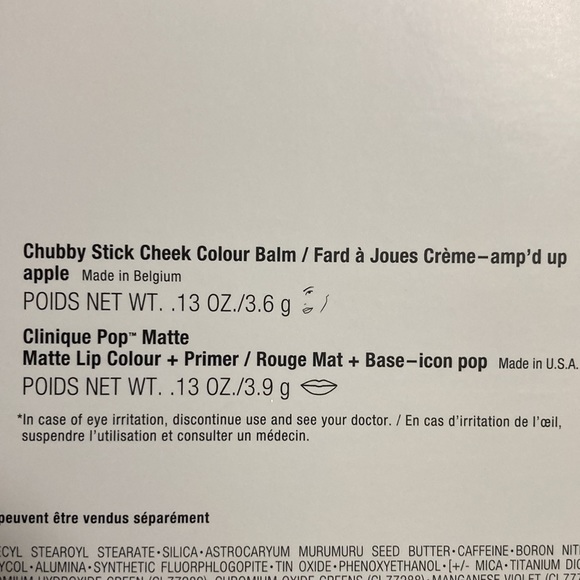 Chubby Stick Cheek Colour Balm / Fard à Joues Crème–amp'd up
apple Made in Belgium
POIDS NET WT. .13 OZ./3.6 g
Clinique Pop™ Matte
Matte Lip Colour + Primer / Rouge Mat + Base–icon pop Made in U.S.A.
POIDS NET WT. .13 OZ./3.9 g
*In case of eye irritation, discontinue use and see your doctor. / En cas d'irritation de l'œil,
suspendre l'utilisation et consulter un médecin.
peuvent être vendus séparément
ECYL STEAROYL STEARATE•SILICA•ASTROCARYUM MURUMURU SEED BUTTER•CAFFEINE•BORON NIT
YCOL•ALUMINA•SYNTHETIC FLUORPHLOGOPITE•TIN OXIDE•PHENOXYETHANOL•[+/- MICA•TITANIUM DI